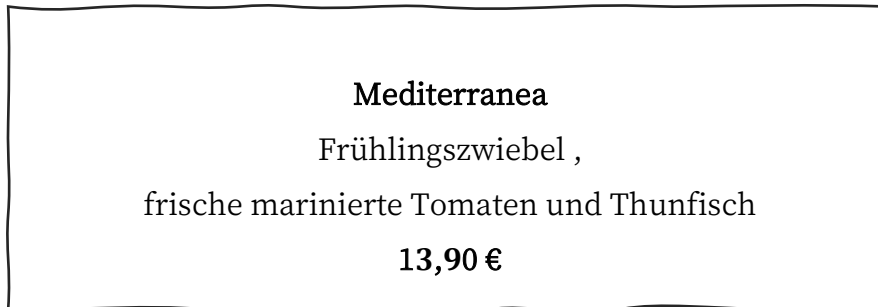 Mediterranea
Frühlingszwiebel ,
frische marinierte Tomaten und Thunfisch
13,90 €